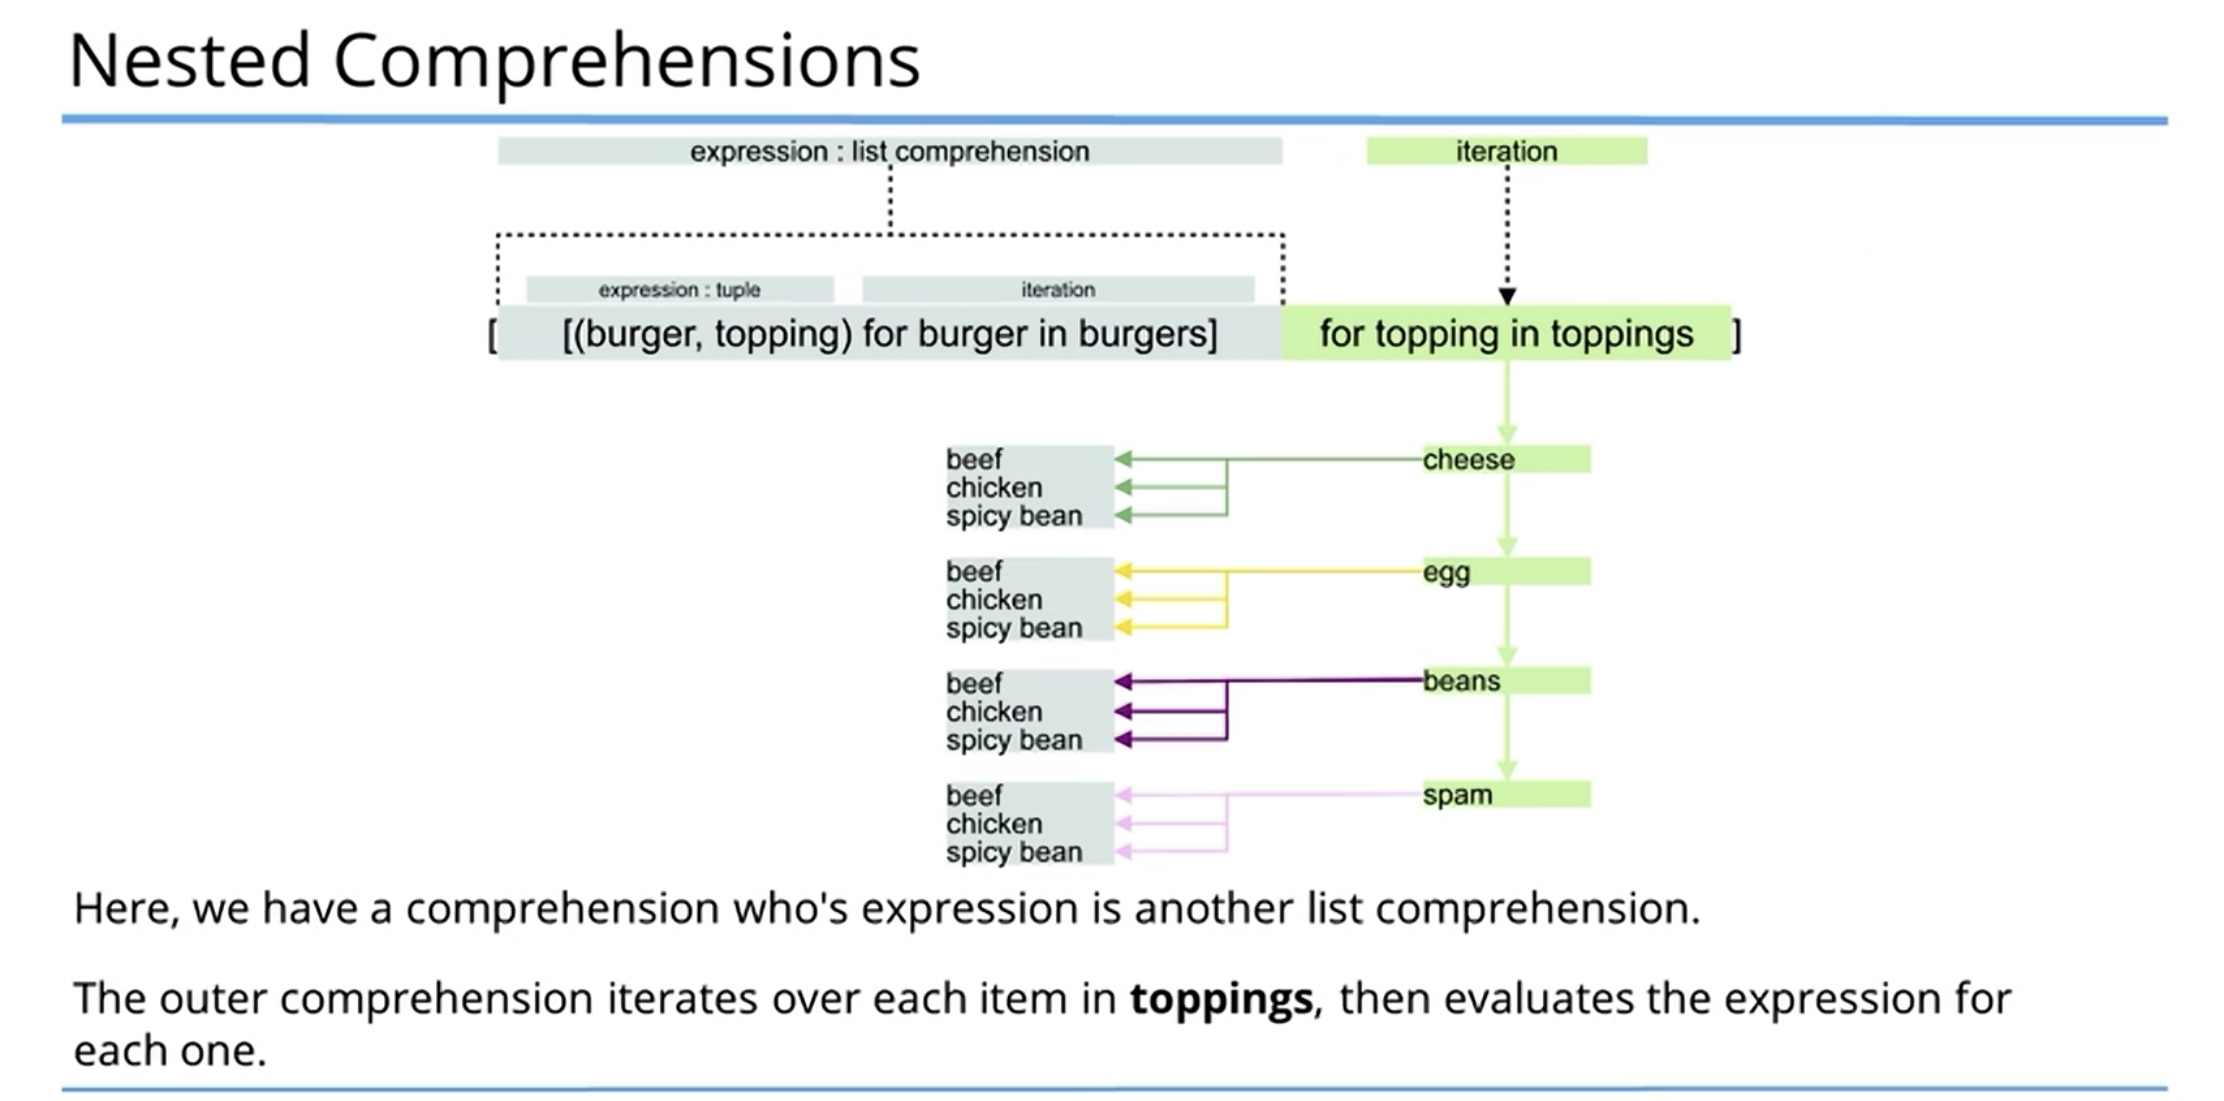 Nested Comprehensions
expression : list comprehension
iteration
expression : tuple
iteration
[ [(burger, topping) for burger in burgers] for topping in toppings ]
beef
chicken
spicy bean
cheese
beef
chicken
spicy bean
egg
beef
chicken
spicy bean
beans
beef
chicken
spicy bean
spam
Here, we have a comprehension who's expression is another list comprehension.
The outer comprehension iterates over each item in toppings, then evaluates the expression for
each one.